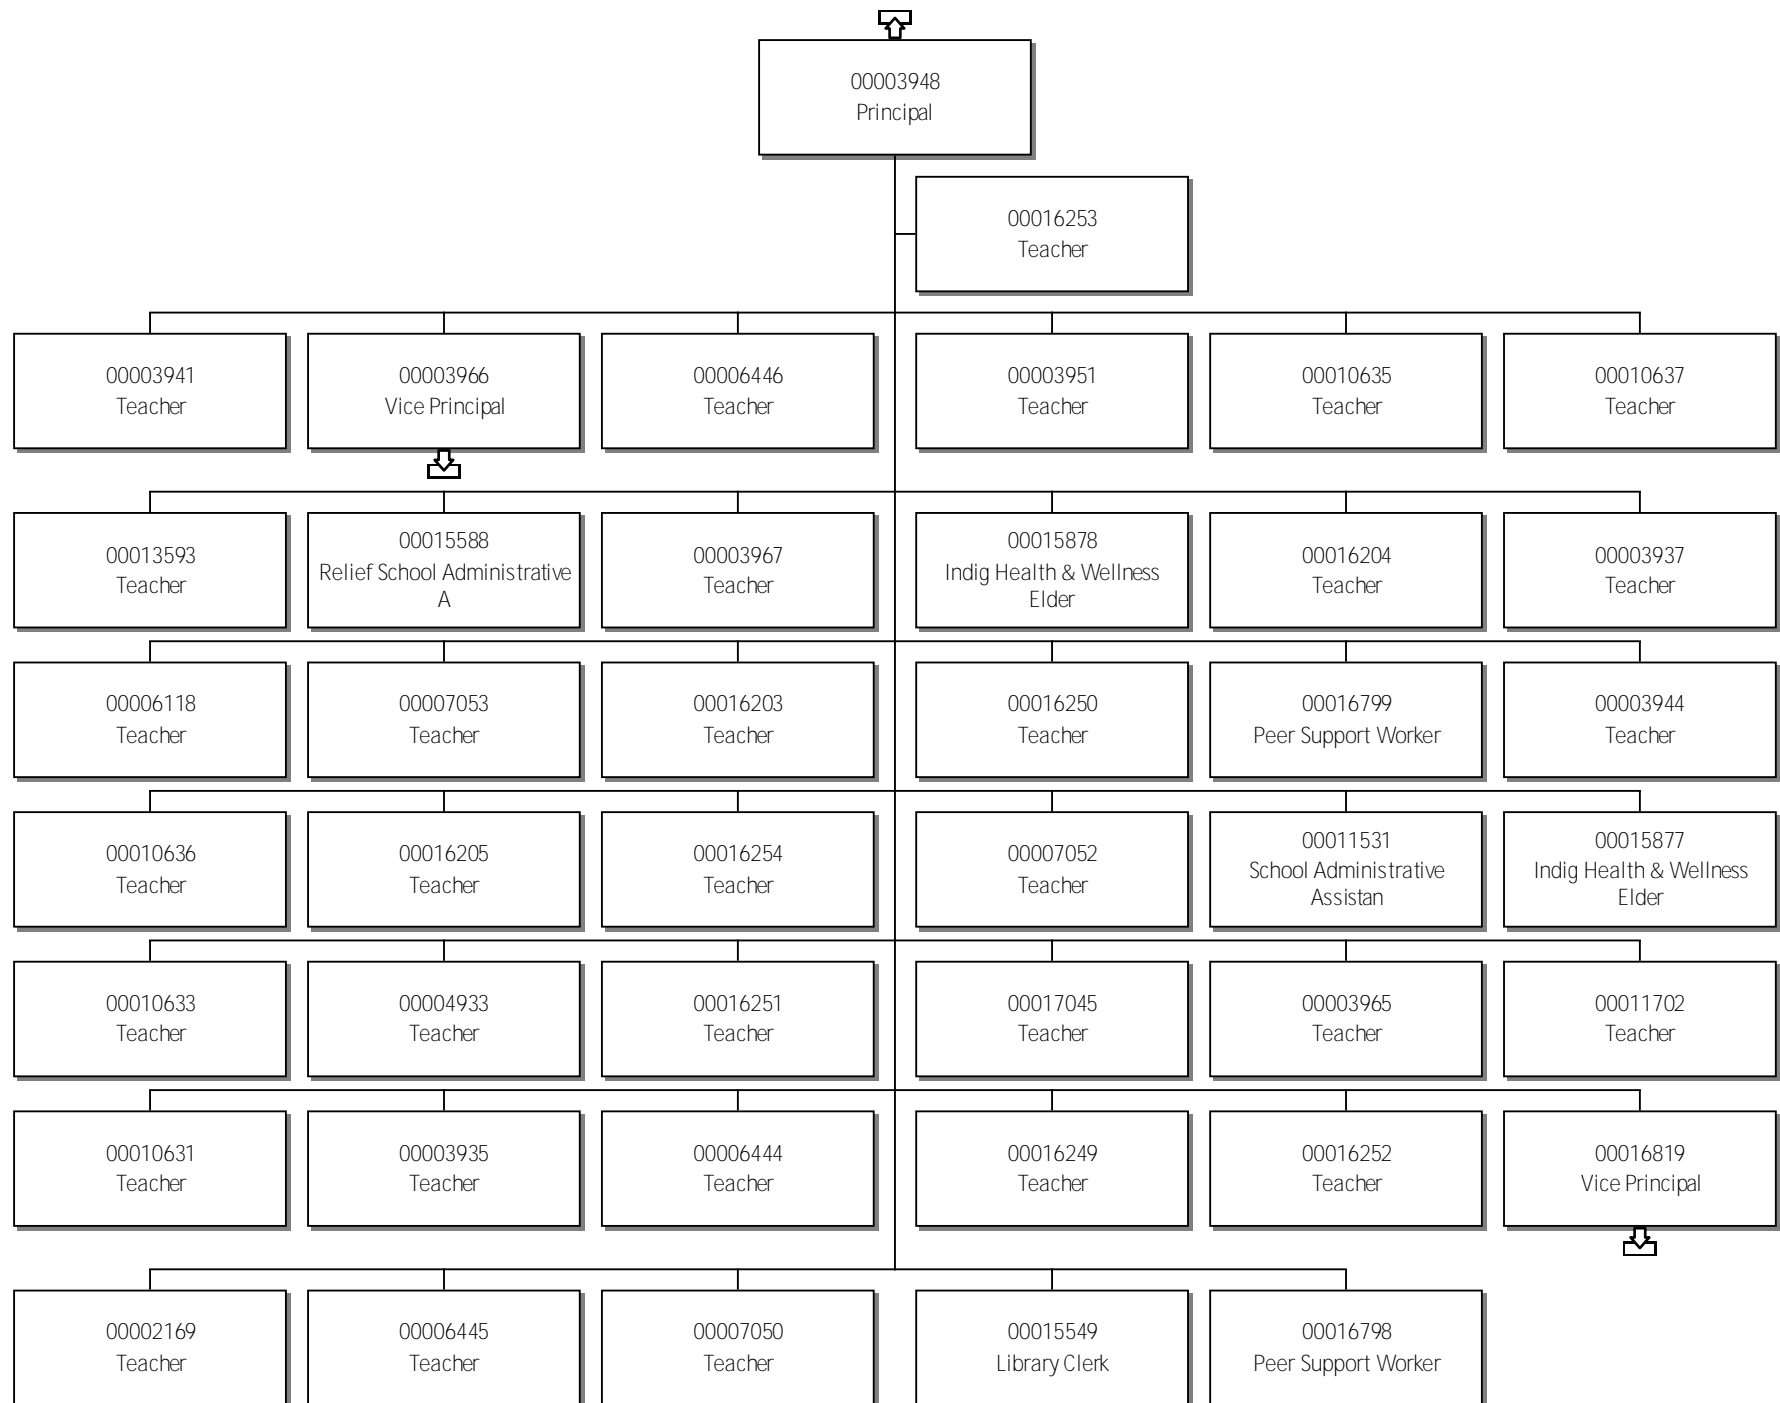 00003948
Principal
00016253
Teacher
00003941
Teacher
00003966
Vice Principal
00006446
Teacher
00003951
Teacher
00010635
Teacher
00010637
Teacher
00013593
Teacher
00015588
Relief School Administrative
A
00003967
Teacher
00015878
Indig Health & Wellness
Elder
00016204
Teacher
00003937
Teacher
00006118
Teacher
00007053
Teacher
00016203
Teacher
00016250
Teacher
00016799
Peer Support Worker
00003944
Teacher
00010636
Teacher
00016205
Teacher
00016254
Teacher
00007052
Teacher
00011531
School Administrative
Assistan
00015877
Indig Health & Wellness
Elder
00010633
Teacher
00004933
Teacher
00016251
Teacher
00017045
Teacher
00003965
Teacher
00011702
Teacher
00010631
Teacher
00003935
Teacher
00006444
Teacher
00016249
Teacher
00016252
Teacher
00016819
Vice Principal
00002169
Teacher
00006445
Teacher
00007050
Teacher
00015549
Library Clerk
00016798
Peer Support Worker